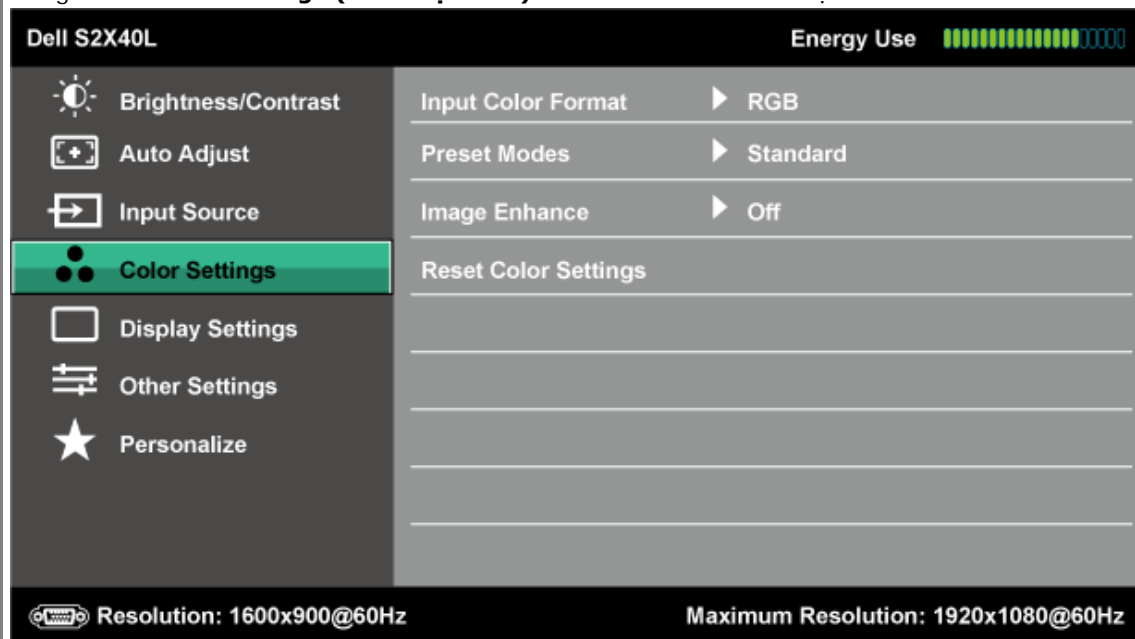 Dell S2X40L Energy Use
Brightness/Contrast Input Color Format RGB
Auto Adjust Preset Modes Standard
Input Source Image Enhance Off
Color Settings Reset Color Settings
Display Settings
Other Settings
Personalize
Resolution: 1600x900@60Hz Maximum Resolution: 1920x1080@60Hz